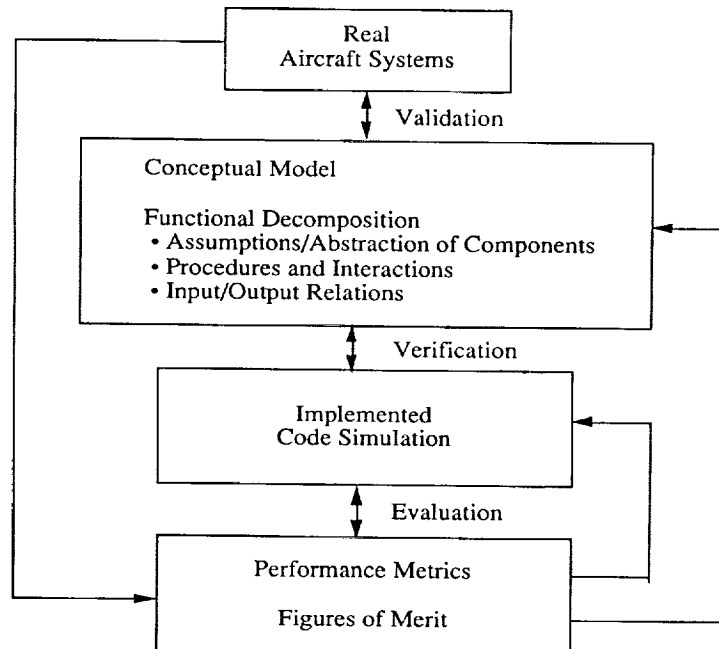 Real
Aircraft Systems
Validation
Conceptual Model
Functional Decomposition
• Assumptions/Abstraction of Components
• Procedures and Interactions
• Input/Output Relations
Verification
Implemented
Code Simulation
Evaluation
Performance Metrics
Figures of Merit